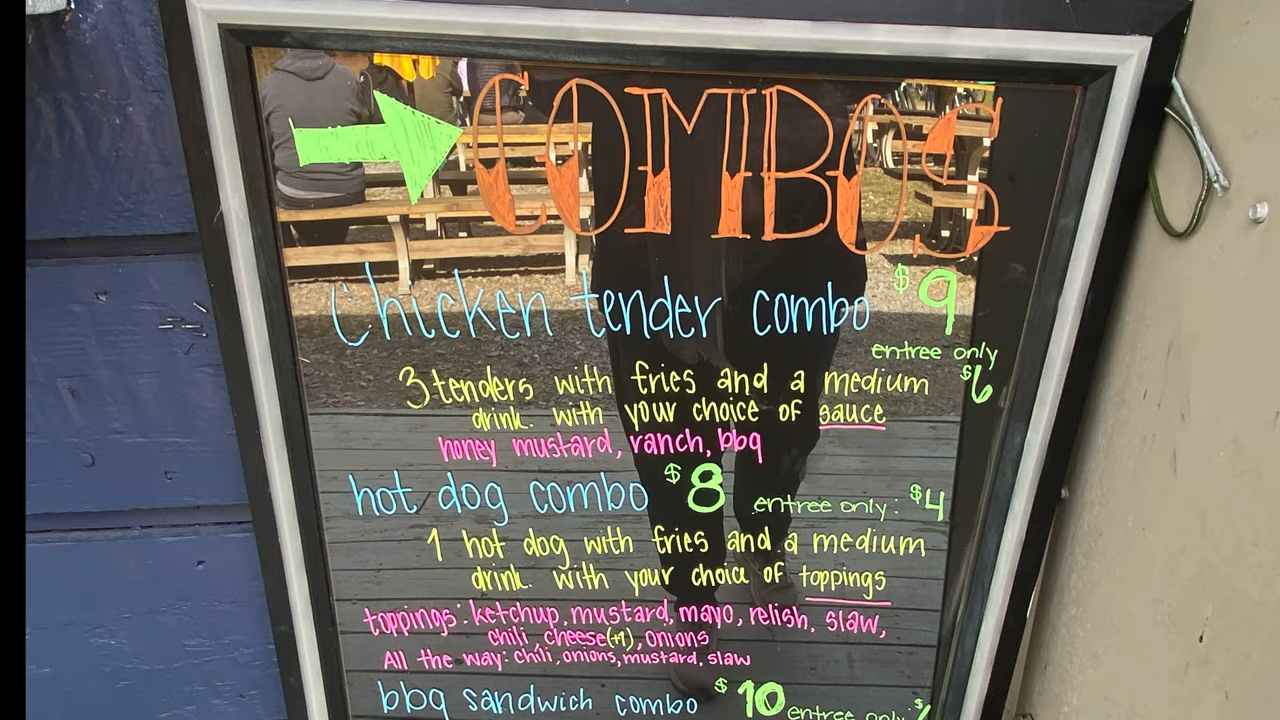 COMBOS
Chicken tender combo $9
entree only $6
3 tenders with fries and a medium
drink. with your choice of sauce
honey mustard, ranch, bbq
hot dog combo $8 entree only: $4
1 hot dog with fries and a medium
drink. with your choice of toppings
toppings: ketchup, mustard, mayo, relish, slaw,
chili, cheese(+1), onions
All the way: chili, onions, mustard, slaw
bbq sandwich combo $10 entree only: $